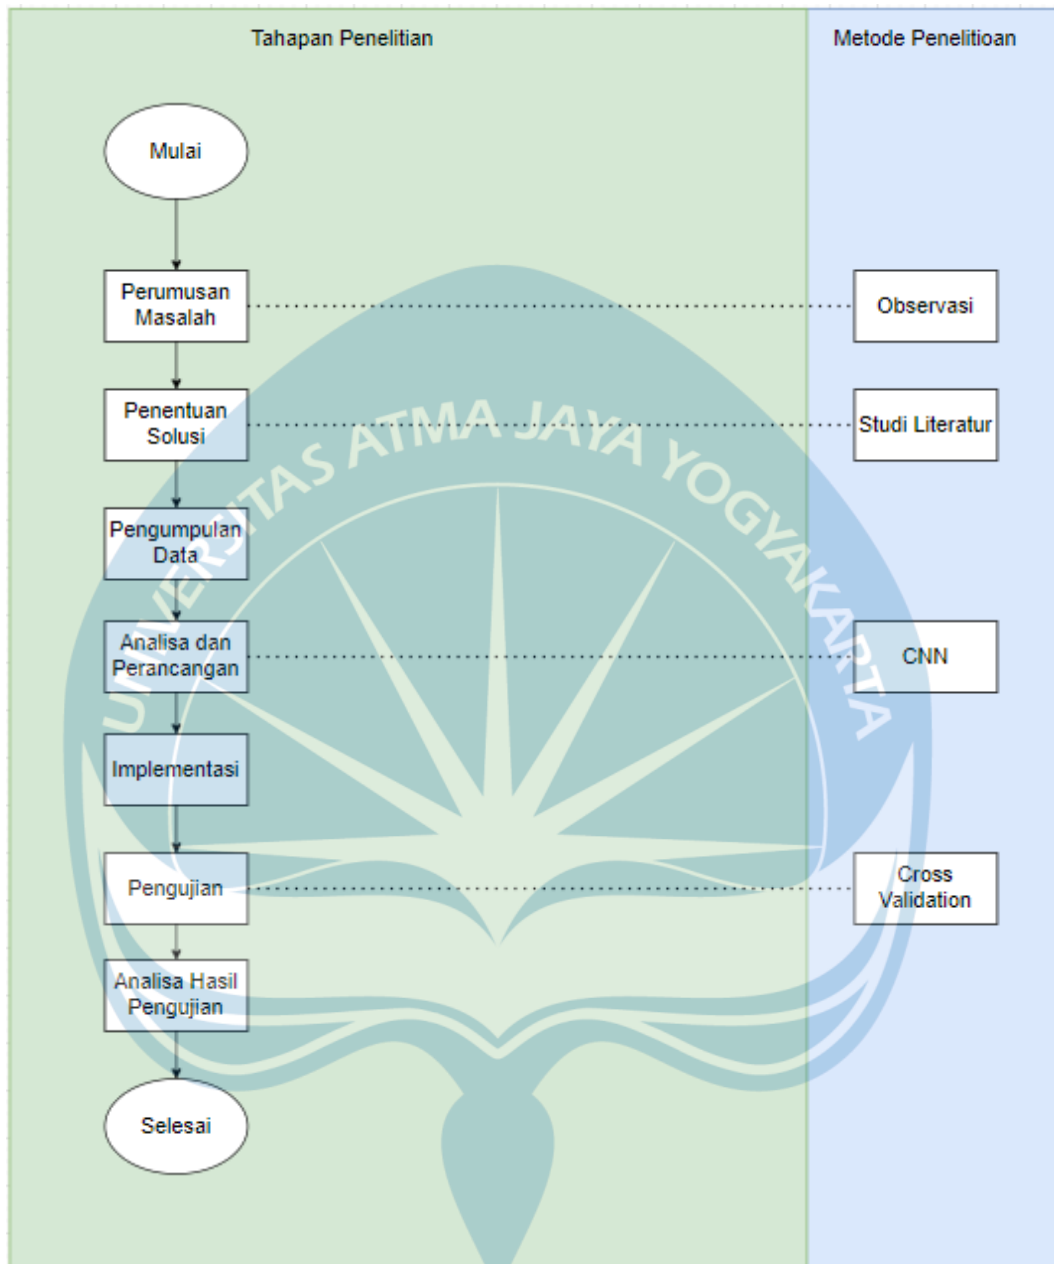 Tahapan Penelitian
Metode Penelitioan
Mulai
Perumusan
Masalah
Observasi
Penentuan
Solusi
Studi Literatur
Pengumpulan
Data
Analisa dan
Perancangan
CNN
Implementasi
Pengujian
Cross
Validation
Analisa Hasil
Pengujian
Selesai
UNIVERSITAS ATMA JAYA YOGYAKARTA